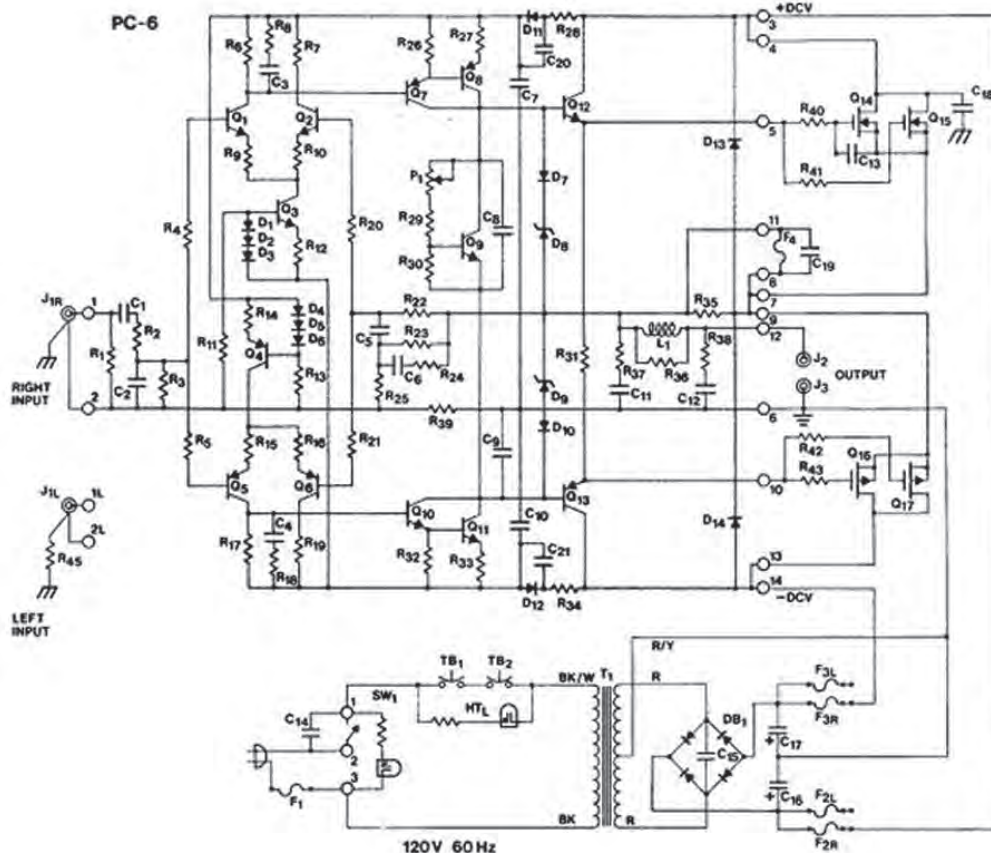 PC-6
+DCV
3
4
R8
R6
R7
C3
R26
R27
D11
R28
C20
C7
Q7
Q8
Q12
Q14
Q15
C18
R40
5
C13
R41
D13
Q1
Q2
R9
R10
Q3
D1
D2
D3
R12
R4
R20
P1
R29
R30
Q9
C8
D7
D8
11
F4
C19
8
7
9
12
R14
D4
D5
D6
Q4
R13
R11
C5
R22
R23
C6
R24
R25
R39
R31
R35
L1
R36
R37
R38
C11
C12
D9
D10
J2
J3
OUTPUT
6
J1R
1
C1
R2
R1
C2
R3
2
RIGHT
INPUT
R5
R15
R16
R21
C9
Q5
Q6
R42
R43
Q16
Q17
10
Q13
D14
J1L
1L
2L
R45
LEFT
INPUT
R17
C4
R18
R19
Q10
Q11
R32
R33
C10
C21
D12
R34
13
14
-DCV
R/Y
TB1
TB2
BK/W
T1
R
SW1
HTL
1
C14
2
3
F1
BK
R
DB1
C15
F3L
F3R
+
C17
+
C16
F2L
F2R
120V 60Hz